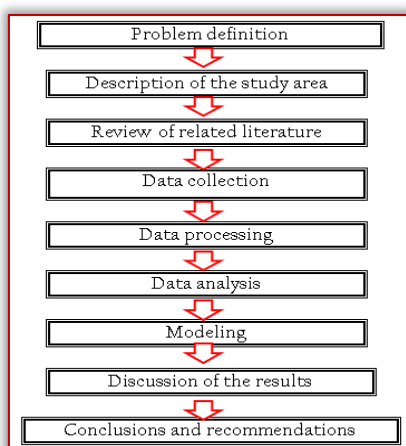 Problem definition
Description of the study area
Review of related literature
Data collection
Data processing
Data analysis
Modeling
Discussion of the results
Conclusions and recommendations